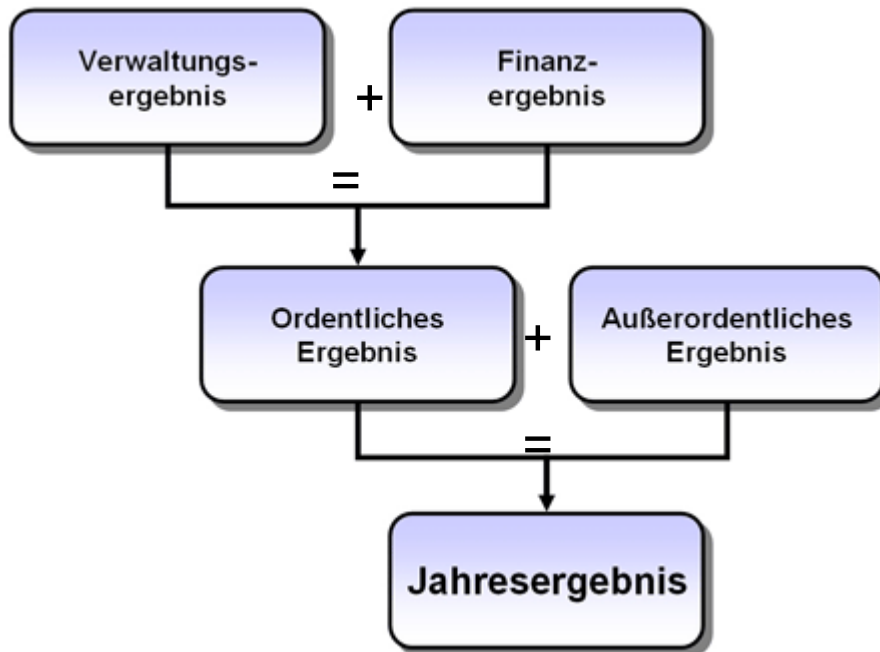 Verwaltungs-
ergebnis
+
Finanz-
ergebnis
=
Ordentliches
Ergebnis
+
Außerordentliches
Ergebnis
=
Jahresergebnis